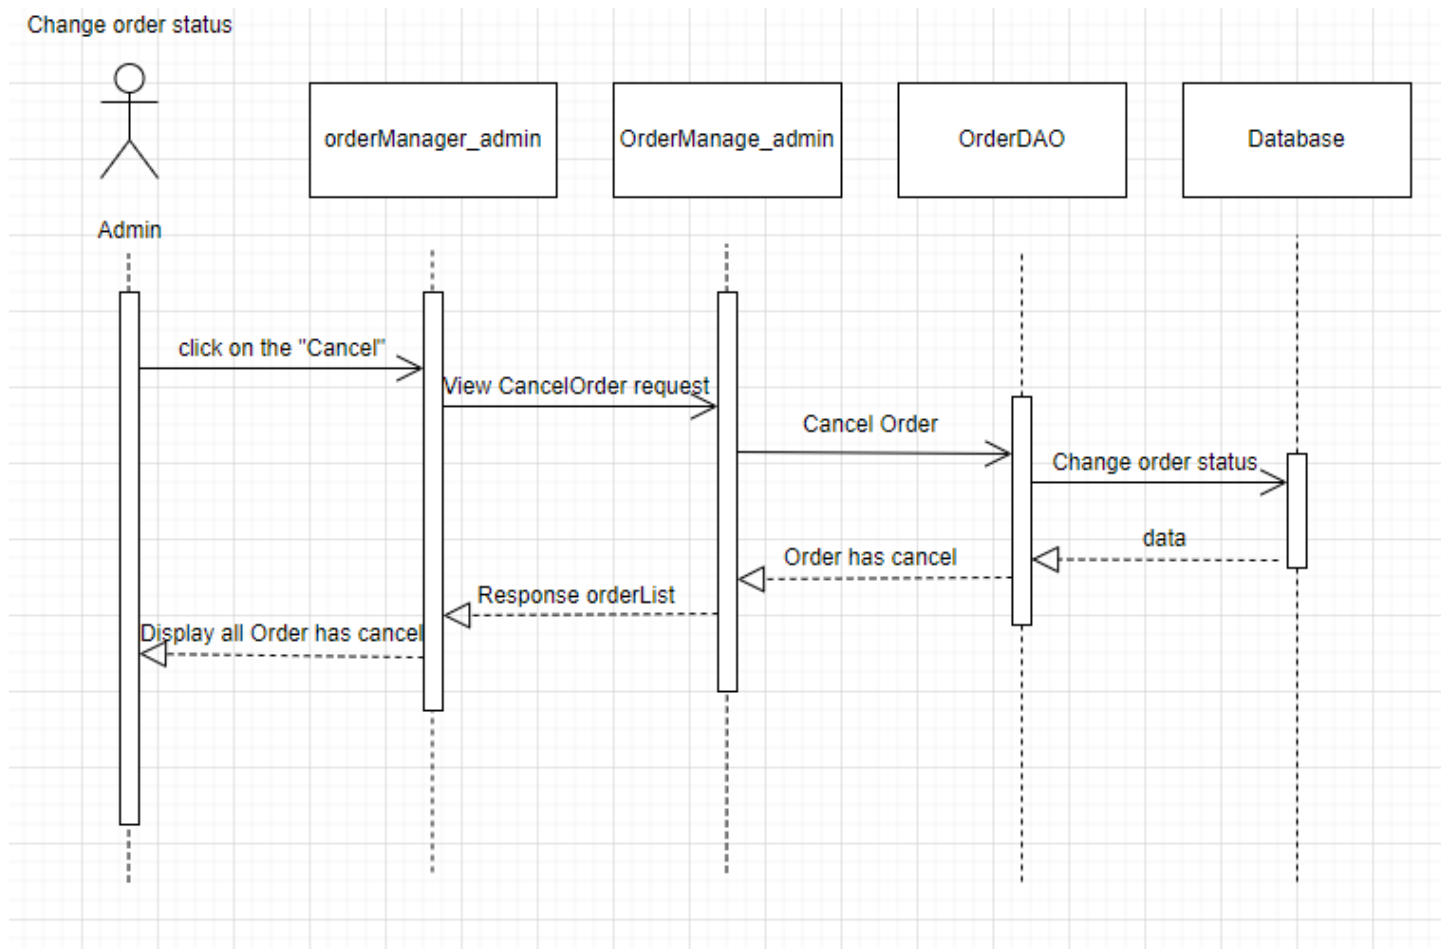 Change order status
orderManager_admin
OrderManage_admin
OrderDAO
Database
Admin
click on the "Cancel"
View CancelOrder request
Cancel Order
Change order status
data
Order has cancel
Response orderList
Display all Order has cancel